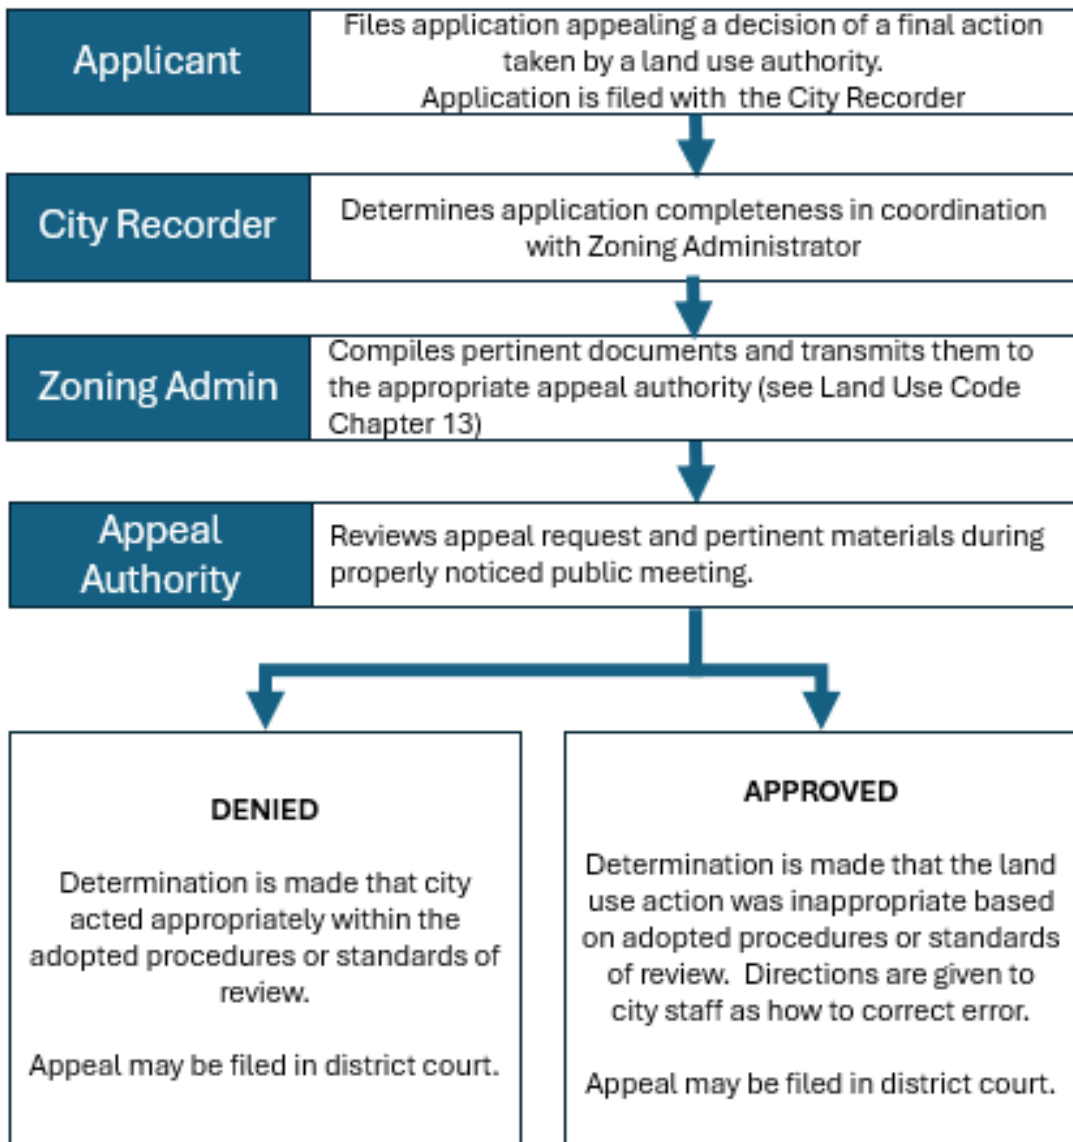 Applicant
Files application appealing a decision of a final action
taken by a land use authority.
Application is filed with the City Recorder
City Recorder
Determines application completeness in coordination
with Zoning Administrator
Zoning Admin
Compiles pertinent documents and transmits them to
the appropriate appeal authority (see Land Use Code
Chapter 13)
Appeal
Authority
Reviews appeal request and pertinent materials during
properly noticed public meeting.
DENIED
Determination is made that city
acted appropriately within the
adopted procedures or standards of
review.
Appeal may be filed in district court.
APPROVED
Determination is made that the land
use action was inappropriate based
on adopted procedures or standards
of review.  Directions are given to
city staff as how to correct error.
Appeal may be filed in district court.